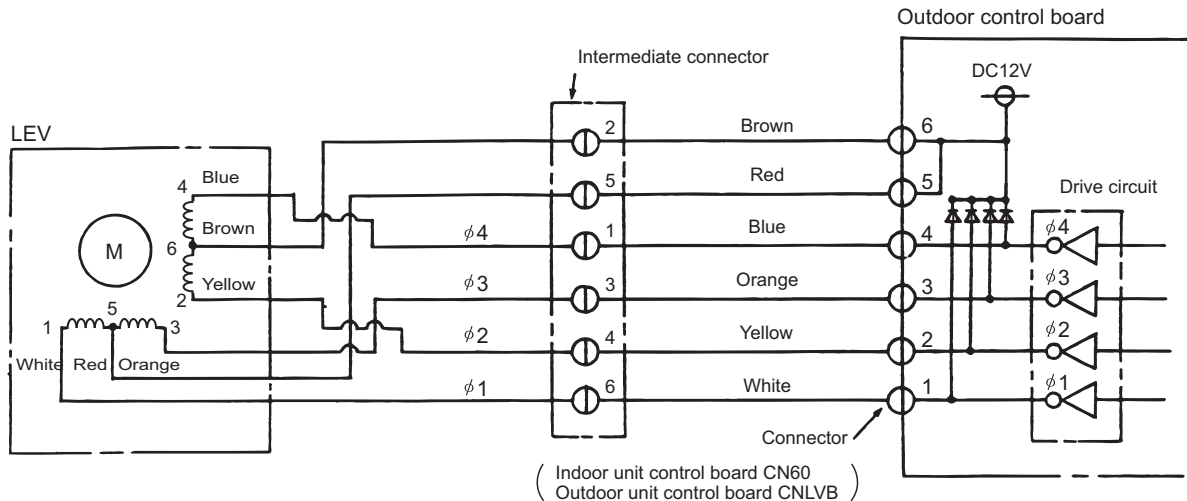 Outdoor control board
Intermediate connector
DC12V
LEV
2 Brown 6
4 Blue
5 Red 5
Drive circuit
Brown
6
M
φ4 1 Blue 4 φ4
Yellow
2
φ3 3 Orange 3 φ3
5
1 3
φ2 4 Yellow 2 φ2
White Red Orange
φ1 6 White 1 φ1
Connector
( Indoor unit control board CN60
Outdoor unit control board CNLVB )